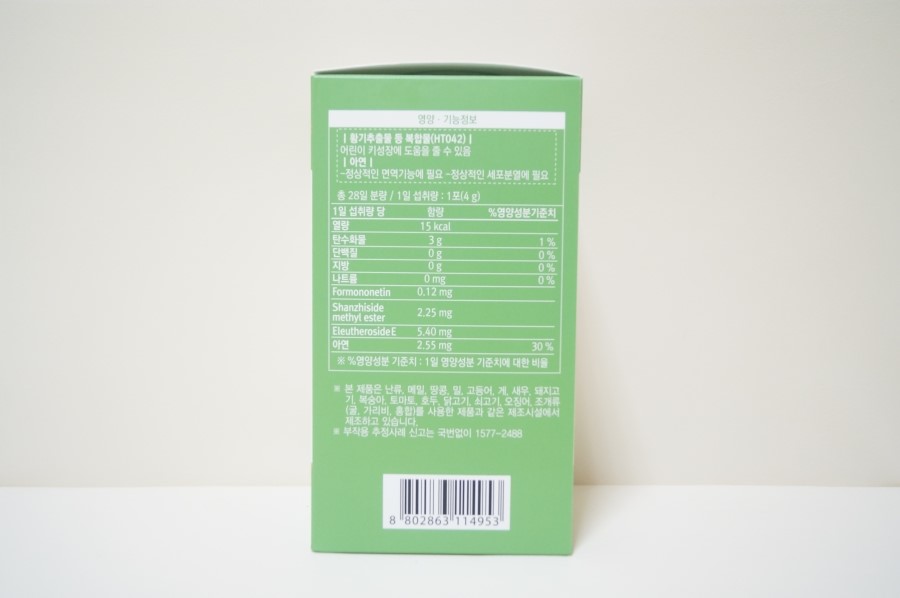 영양 · 기능정보
| 황기추출물 등 복합물(HT042) |
어린이 키성장에 도움을 줄 수 있음
| 아연 |
-정상적인 면역기능에 필요 -정상적인 세포분열에 필요
총 28일 분량 / 1일 섭취량 : 1포(4 g)
1일 섭취량 당 함량 %영양성분기준치
열량 15 kcal
탄수화물 3 g 1 %
단백질 0 g 0 %
지방 0 g 0 %
나트륨 0 mg 0 %
Formononetin 0.12 mg
Shanzhiside
methyl ester 2.25 mg
EleutherosideE 5.40 mg
아연 2.55 mg 30 %
※ %영양성분 기준치 : 1일 영양성분 기준치에 대한 비율
※ 본 제품은 난류, 메밀, 땅콩, 밀, 고등어, 게, 새우, 돼지고
기, 복숭아, 토마토, 호두, 닭고기, 쇠고기, 오징어, 조개류
(굴, 가리비, 홍합)를 사용한 제품과 같은 제조시설에서
제조하고 있습니다.
※ 부작용 추정사례 신고는 국번없이 1577-2488
8 802863 114953